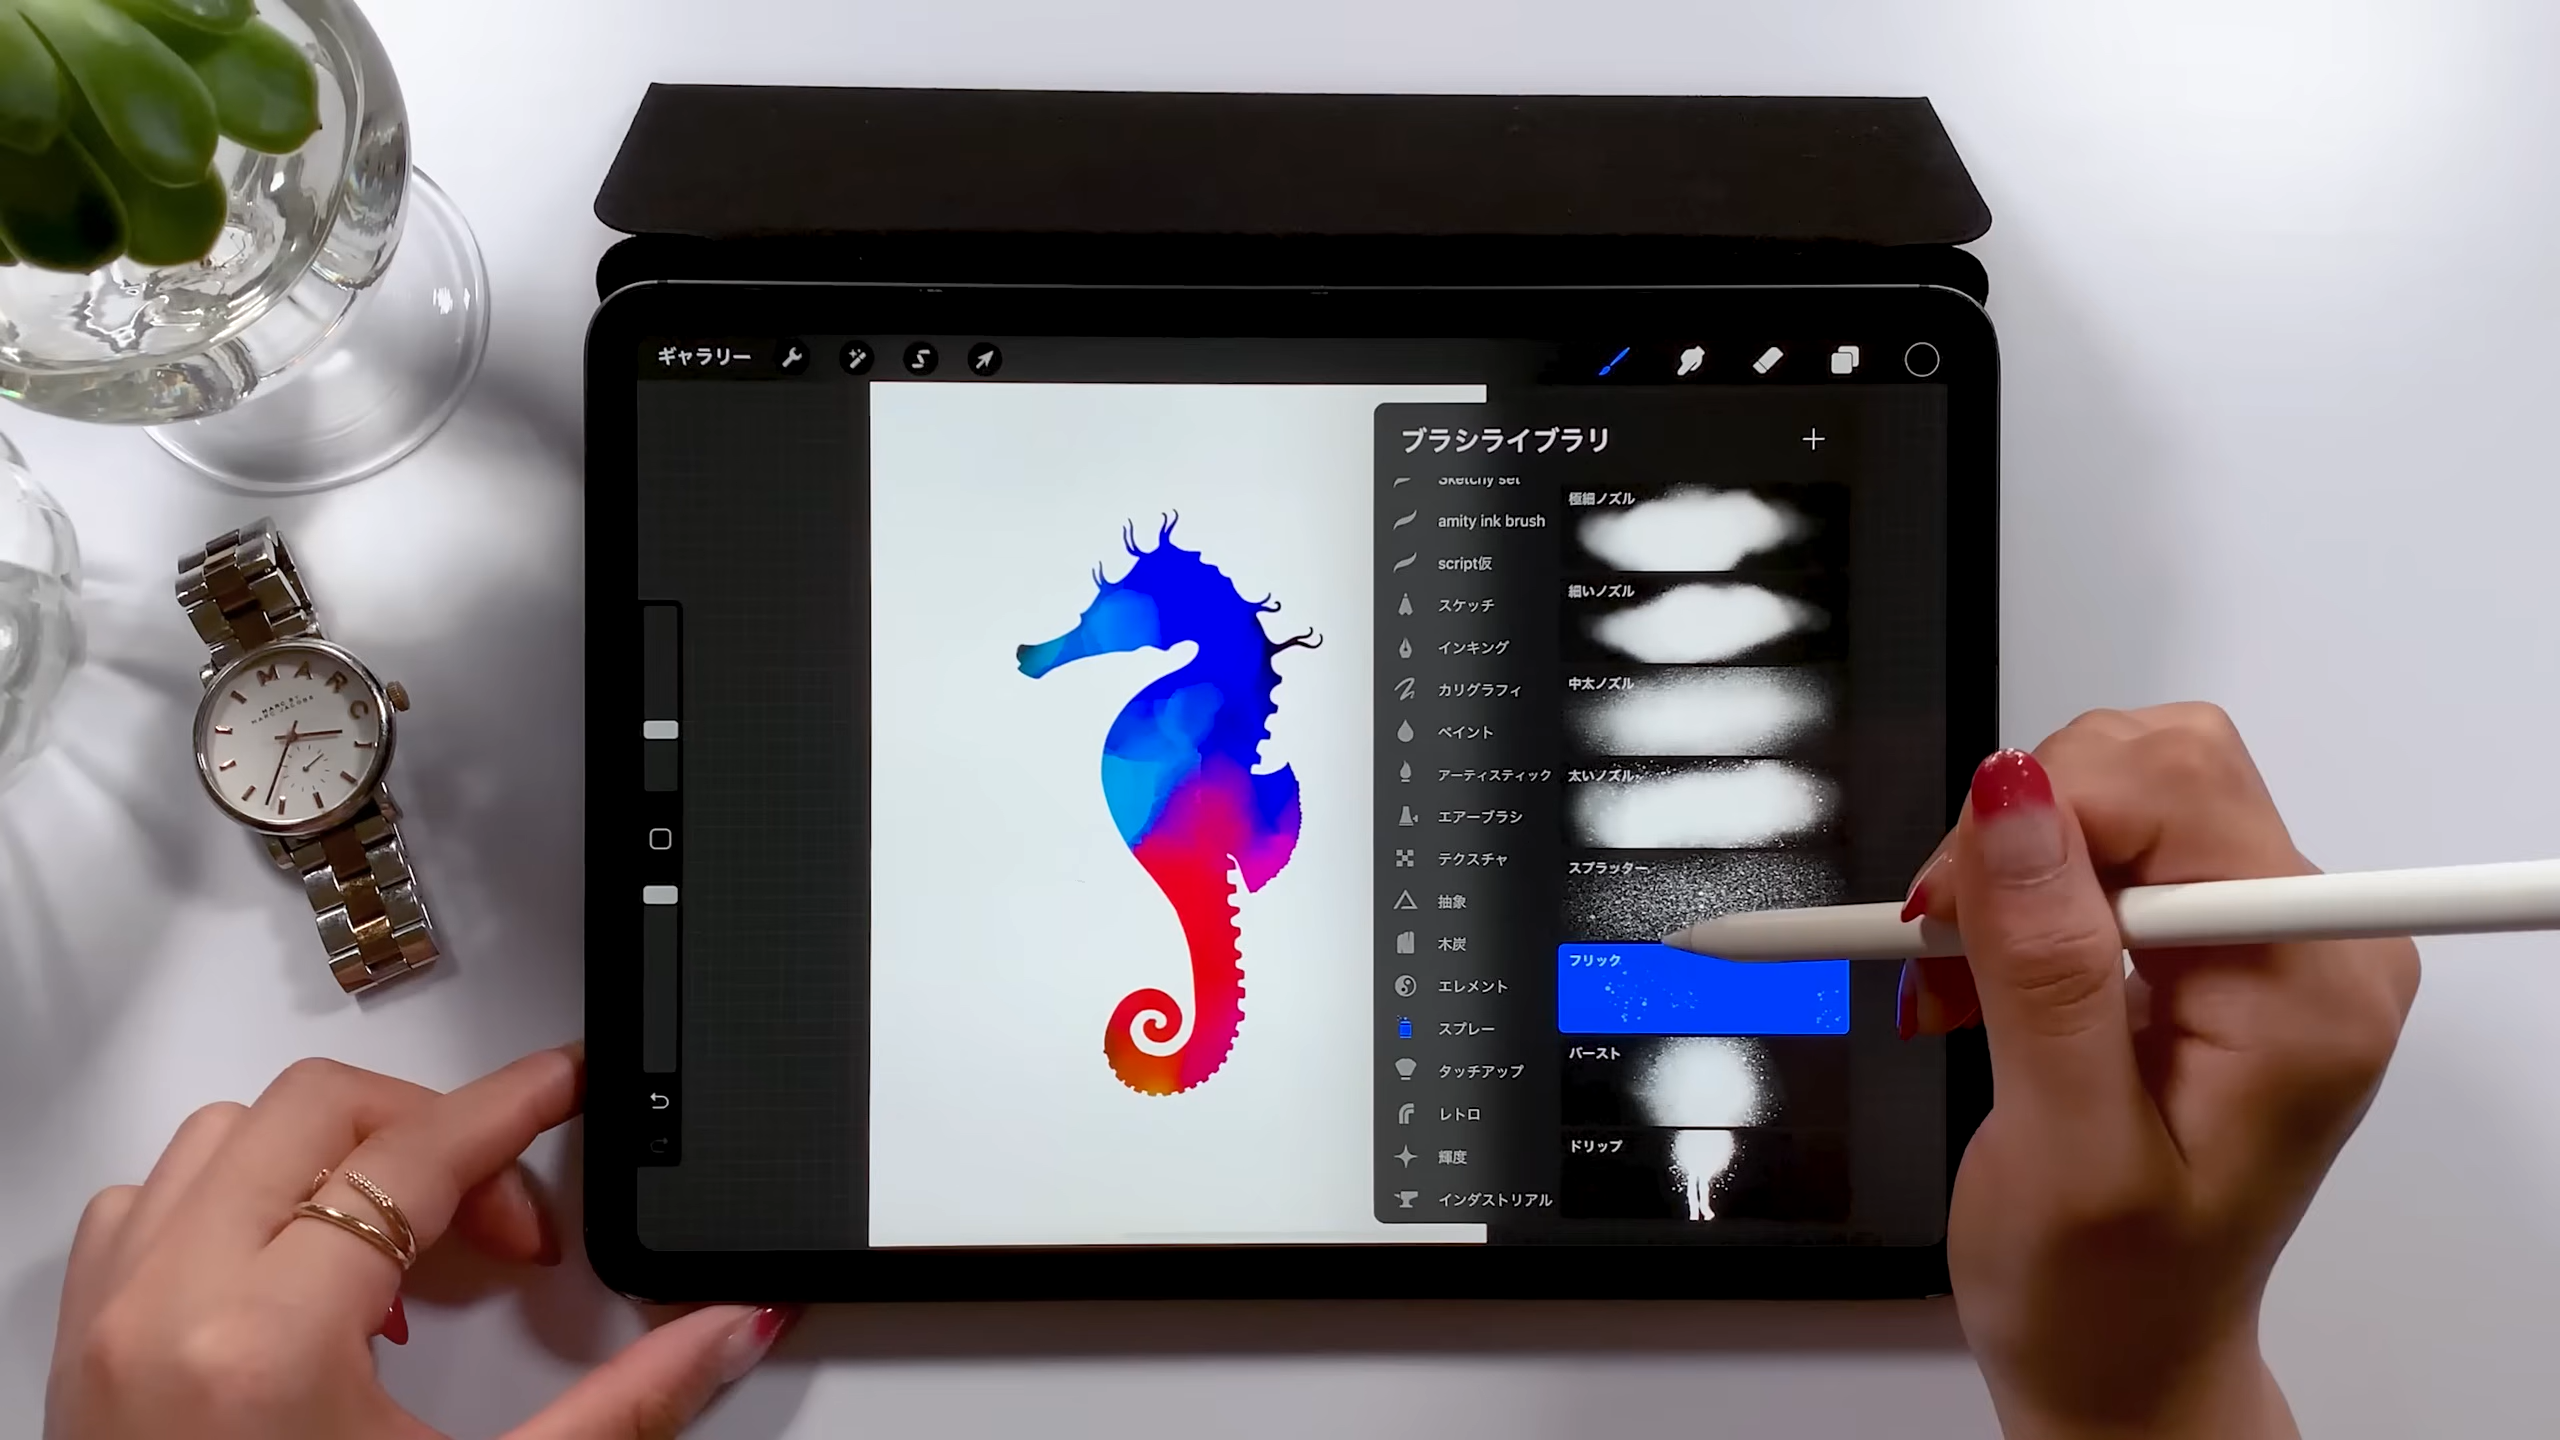 ギャラリー
ブラシライブラリ
Sketchy set
amity ink brush
script仮
スケッチ
インキング
カリグラフィ
ペイント
アーティスティック
エアーブラシ
テクスチャ
抽象
木炭
エレメント
スプレー
タッチアップ
レトロ
輝度
インダストリアル
極細ノズル
細いノズル
中太ノズル
太いノズル
スプラッター
フリック
バースト
ドリップ
MARC
MARC BY
MARC JACOBS